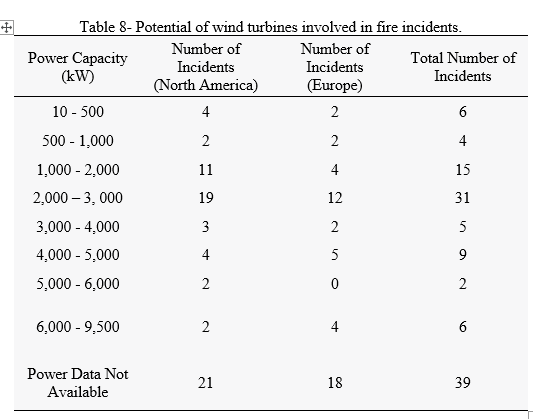 Table 8- Potential of wind turbines involved in fire incidents.
Power Capacity (kW) Number of Incidents (North America) Number of Incidents (Europe) Total Number of Incidents
10 - 500 4 2 6
500 - 1,000 2 2 4
1,000 - 2,000 11 4 15
2,000 – 3, 000 19 12 31
3,000 - 4,000 3 2 5
4,000 - 5,000 4 5 9
5,000 - 6,000 2 0 2
6,000 - 9,500 2 4 6
Power Data Not Available 21 18 39